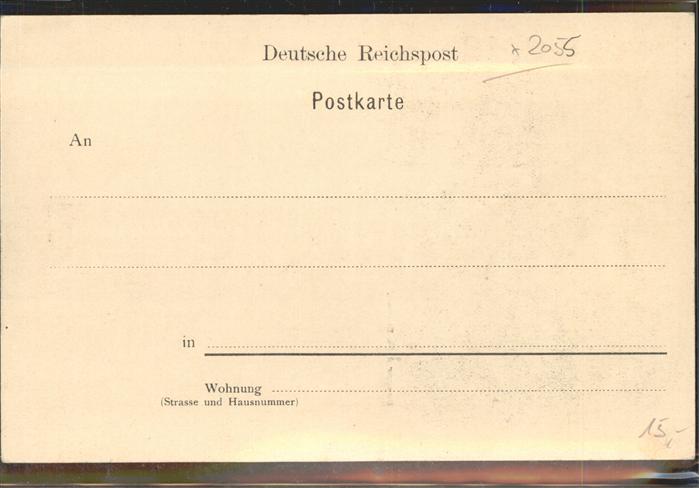 Deutsche Reichspost
x 2055
Postkarte
An
in
Wohnung
(Strasse und Hausnummer)
15,-